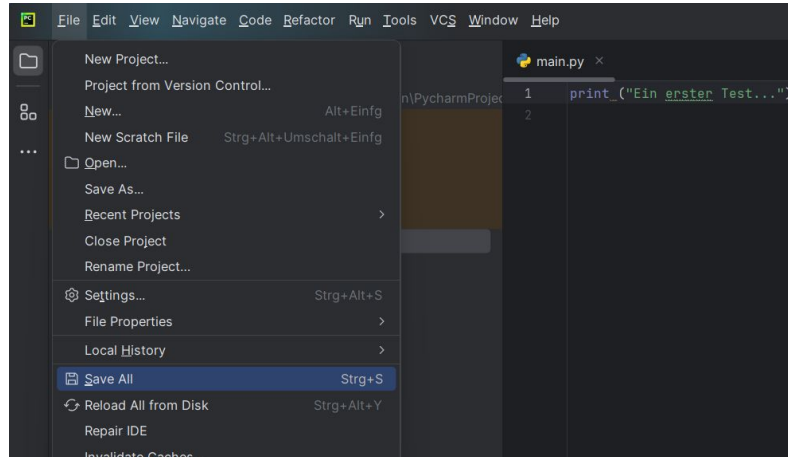 PC
File Edit View Navigate Code Refactor Run Tools VCS Window Help
New Project...
Project from Version Control...
New... Alt+Einfg
New Scratch File Strg+Alt+Umschalt+Einfg
Open...
Save As...
Recent Projects
Close Project
Rename Project...
Settings... Strg+Alt+S
File Properties
Local History
Save All Strg+S
Reload All from Disk Strg+Alt+Y
Repair IDE
Invalidate Caches...
n\PycharmProjec
main.py
1 print ("Ein erster Test...")
2